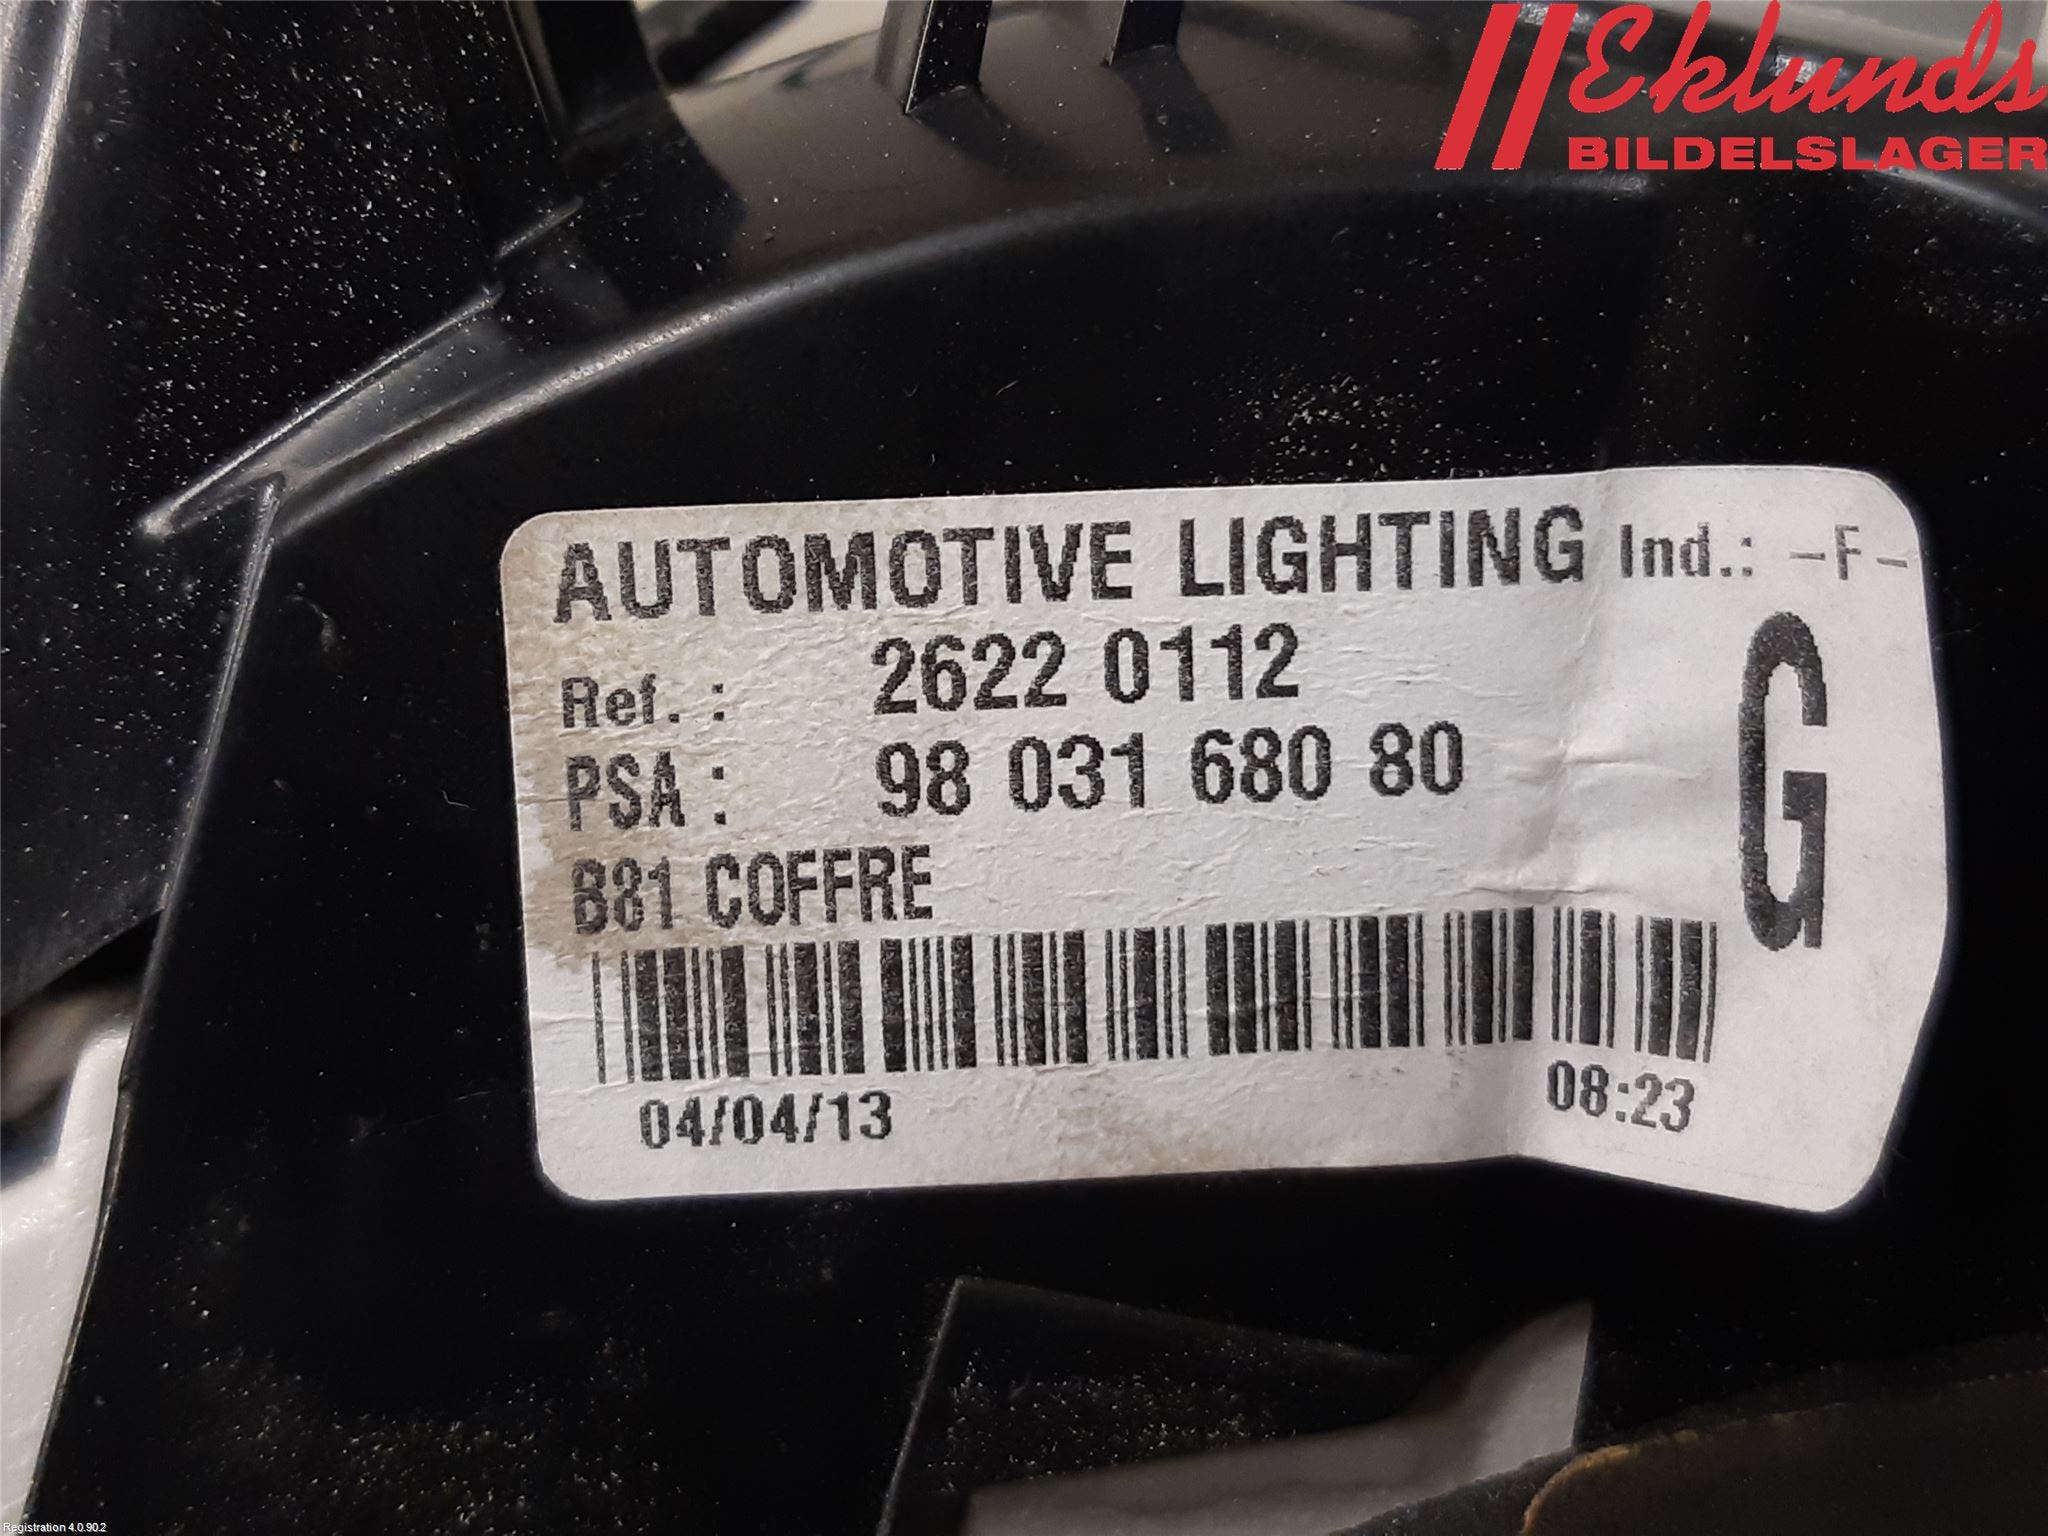 Eklunds
BILDELSLAGER
AUTOMOTIVE LIGHTING Ind.: -F-
Ref. : 2622 0112
PSA : 98 031 680 80
G
B81 COFFRE
04/04/13 08:23
Registration 4.0.90.2